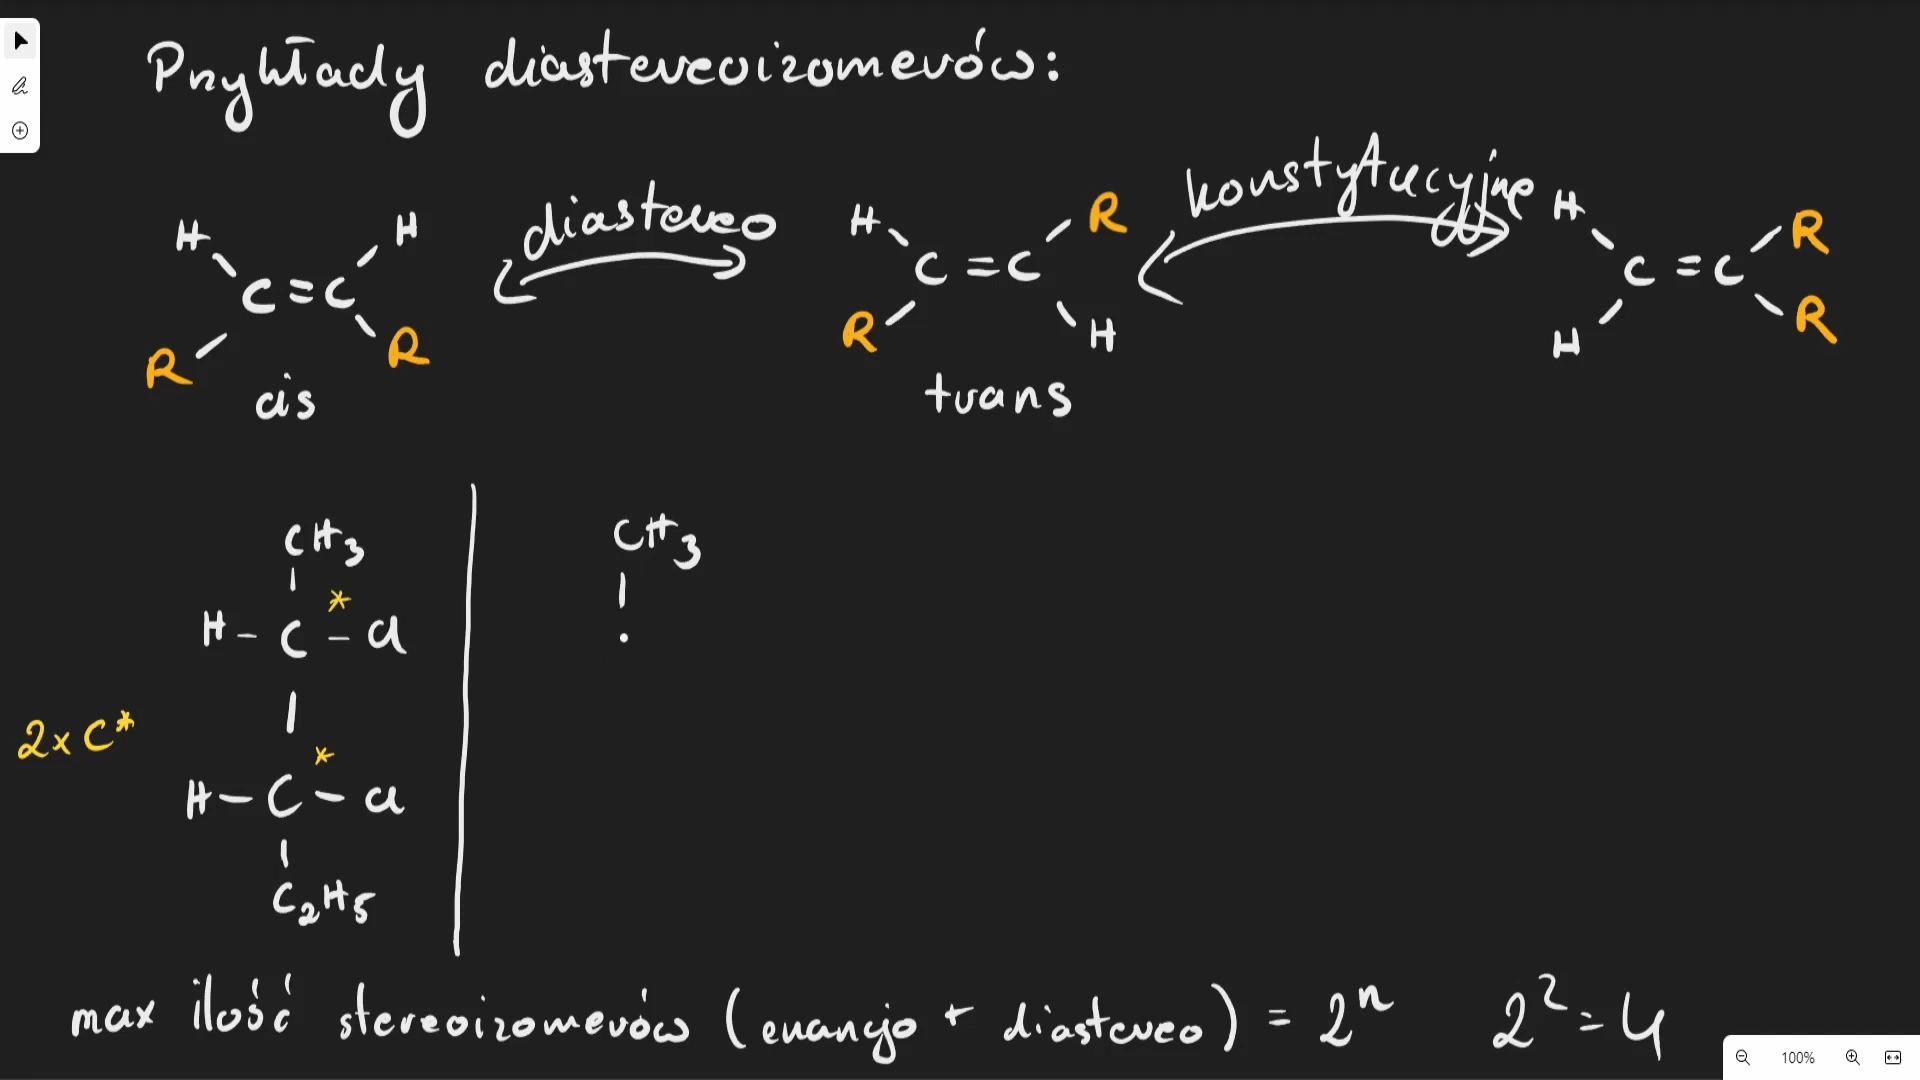 Przykłady diastereoizomerów:
H H
C = C
R R
cis
diastereo
H R
C = C
R H
trans
konstytucyjne
H R
C = C
H R
CH3
H - C* - Cl
2 x C*
H - C* - Cl
C2H5
CH3
max ilość stereoizomerów (enancjo + diastereo) = 2^n 2^2 = 4
100%